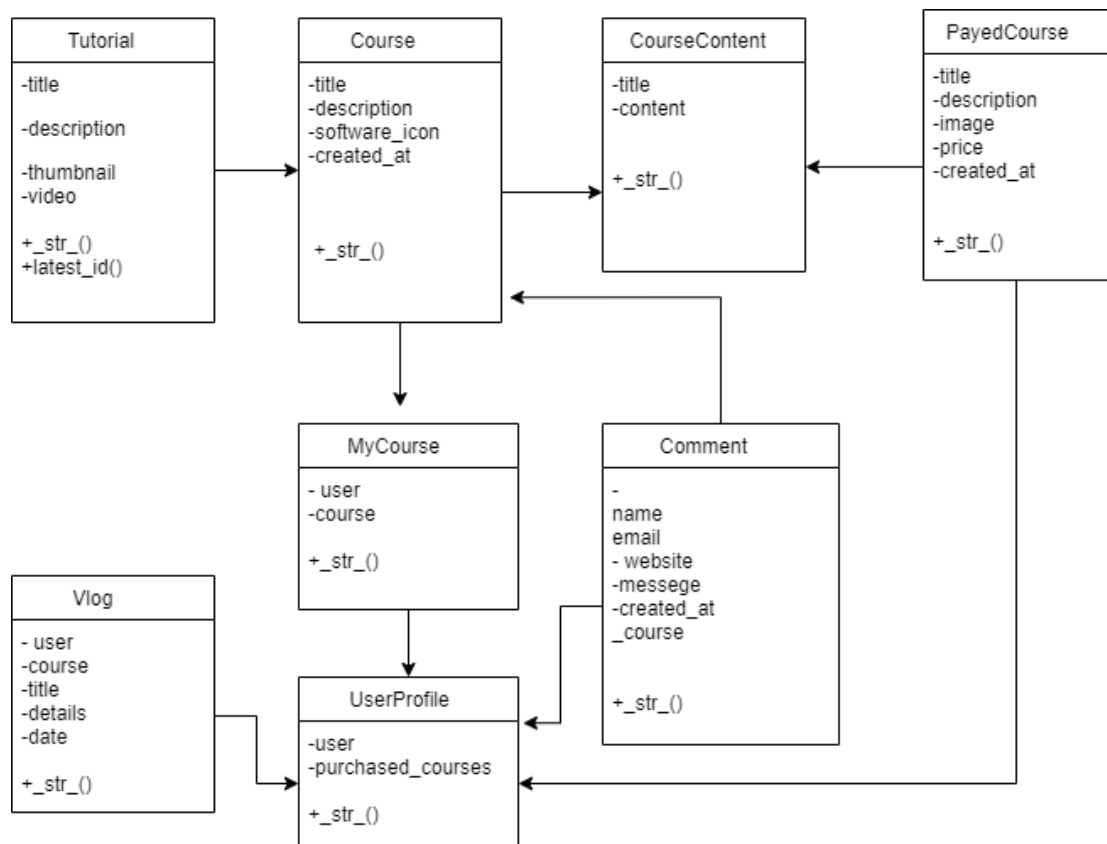 Tutorial
-title
-description
-thumbnail
-video
+_str_()
+latest_id()
Course
-title
-description
-software_icon
-created_at
+_str_()
CourseContent
-title
-content
+_str_()
PayedCourse
-title
-description
-image
-price
-created_at
+_str_()
MyCourse
- user
-course
+_str_()
Comment
-
name
email
- website
-messege
-created_at
_course
+_str_()
Vlog
- user
-course
-title
-details
-date
+_str_()
UserProfile
-user
-purchased_courses
+_str_()